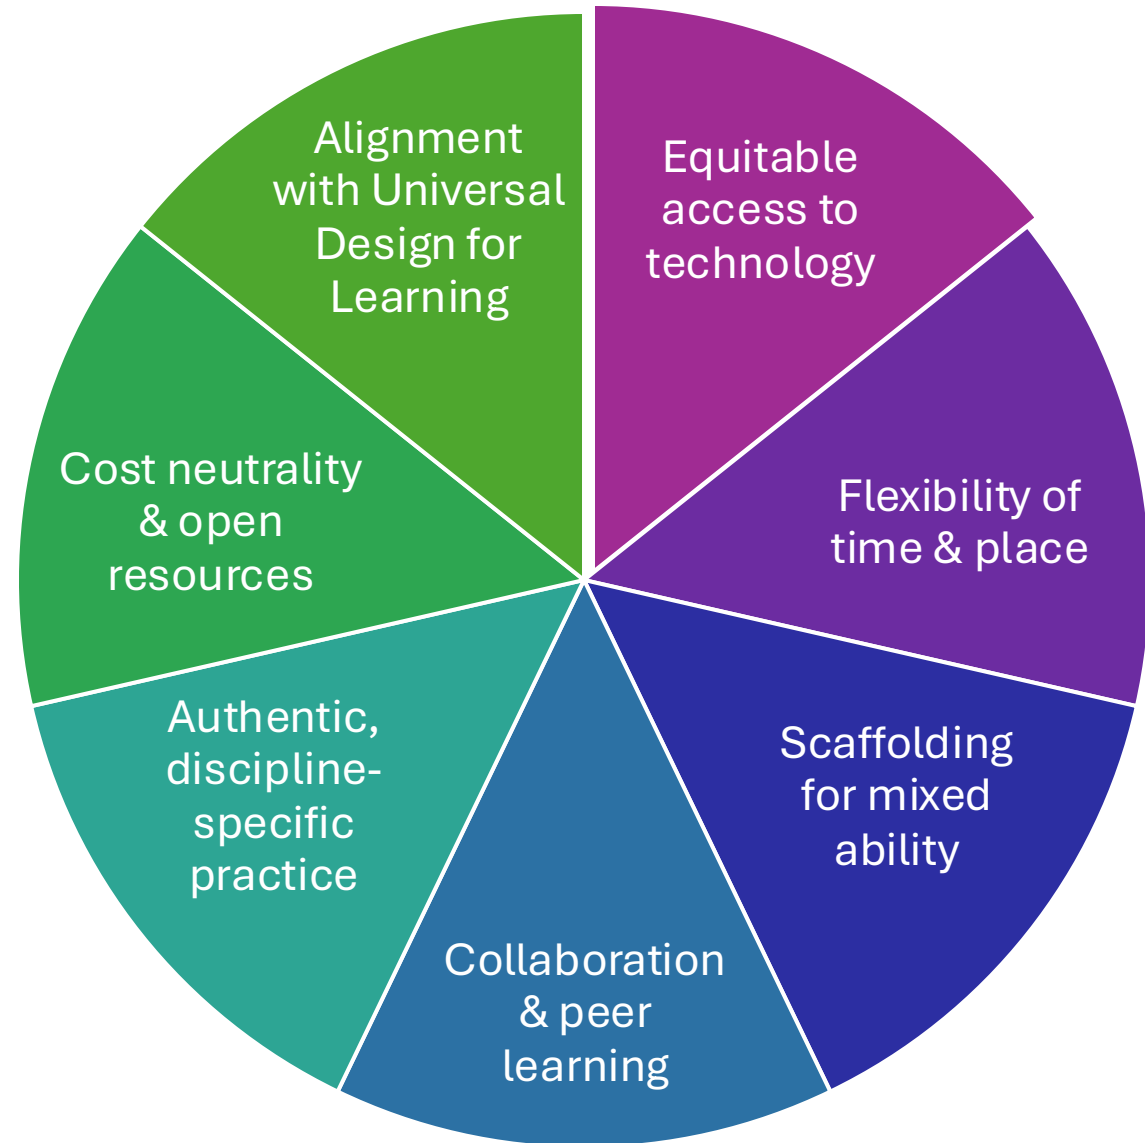 Equitable
access to
technology
Flexibility of
time & place
Scaffolding
for mixed
ability
Collaboration
& peer
learning
Authentic,
discipline-
specific
practice
Cost neutrality
& open
resources
Alignment
with Universal
Design for
Learning